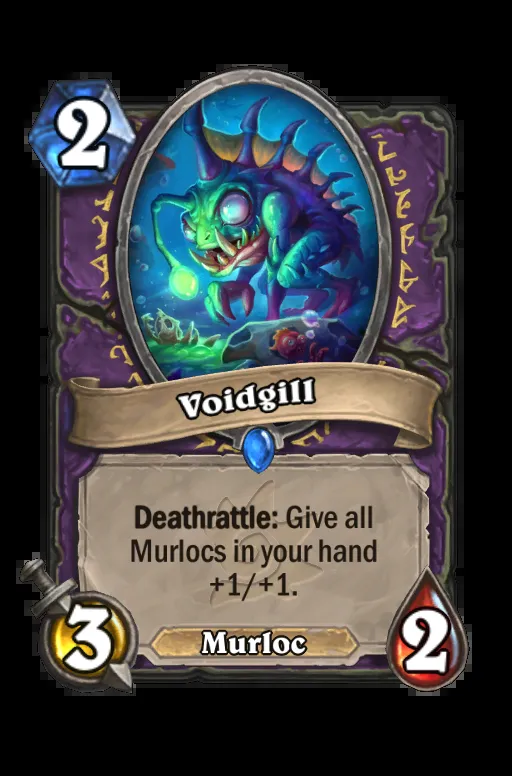 2
Voidgill
Deathrattle: Give all
Murlocs in your hand
+1/+1.
3
Murloc
2